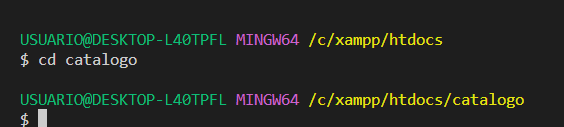 USUARIO@DESKTOP-L40TPFL MINGW64 /c/xampp/htdocs
$ cd catalogo
USUARIO@DESKTOP-L40TPFL MINGW64 /c/xampp/htdocs/catalogo
$